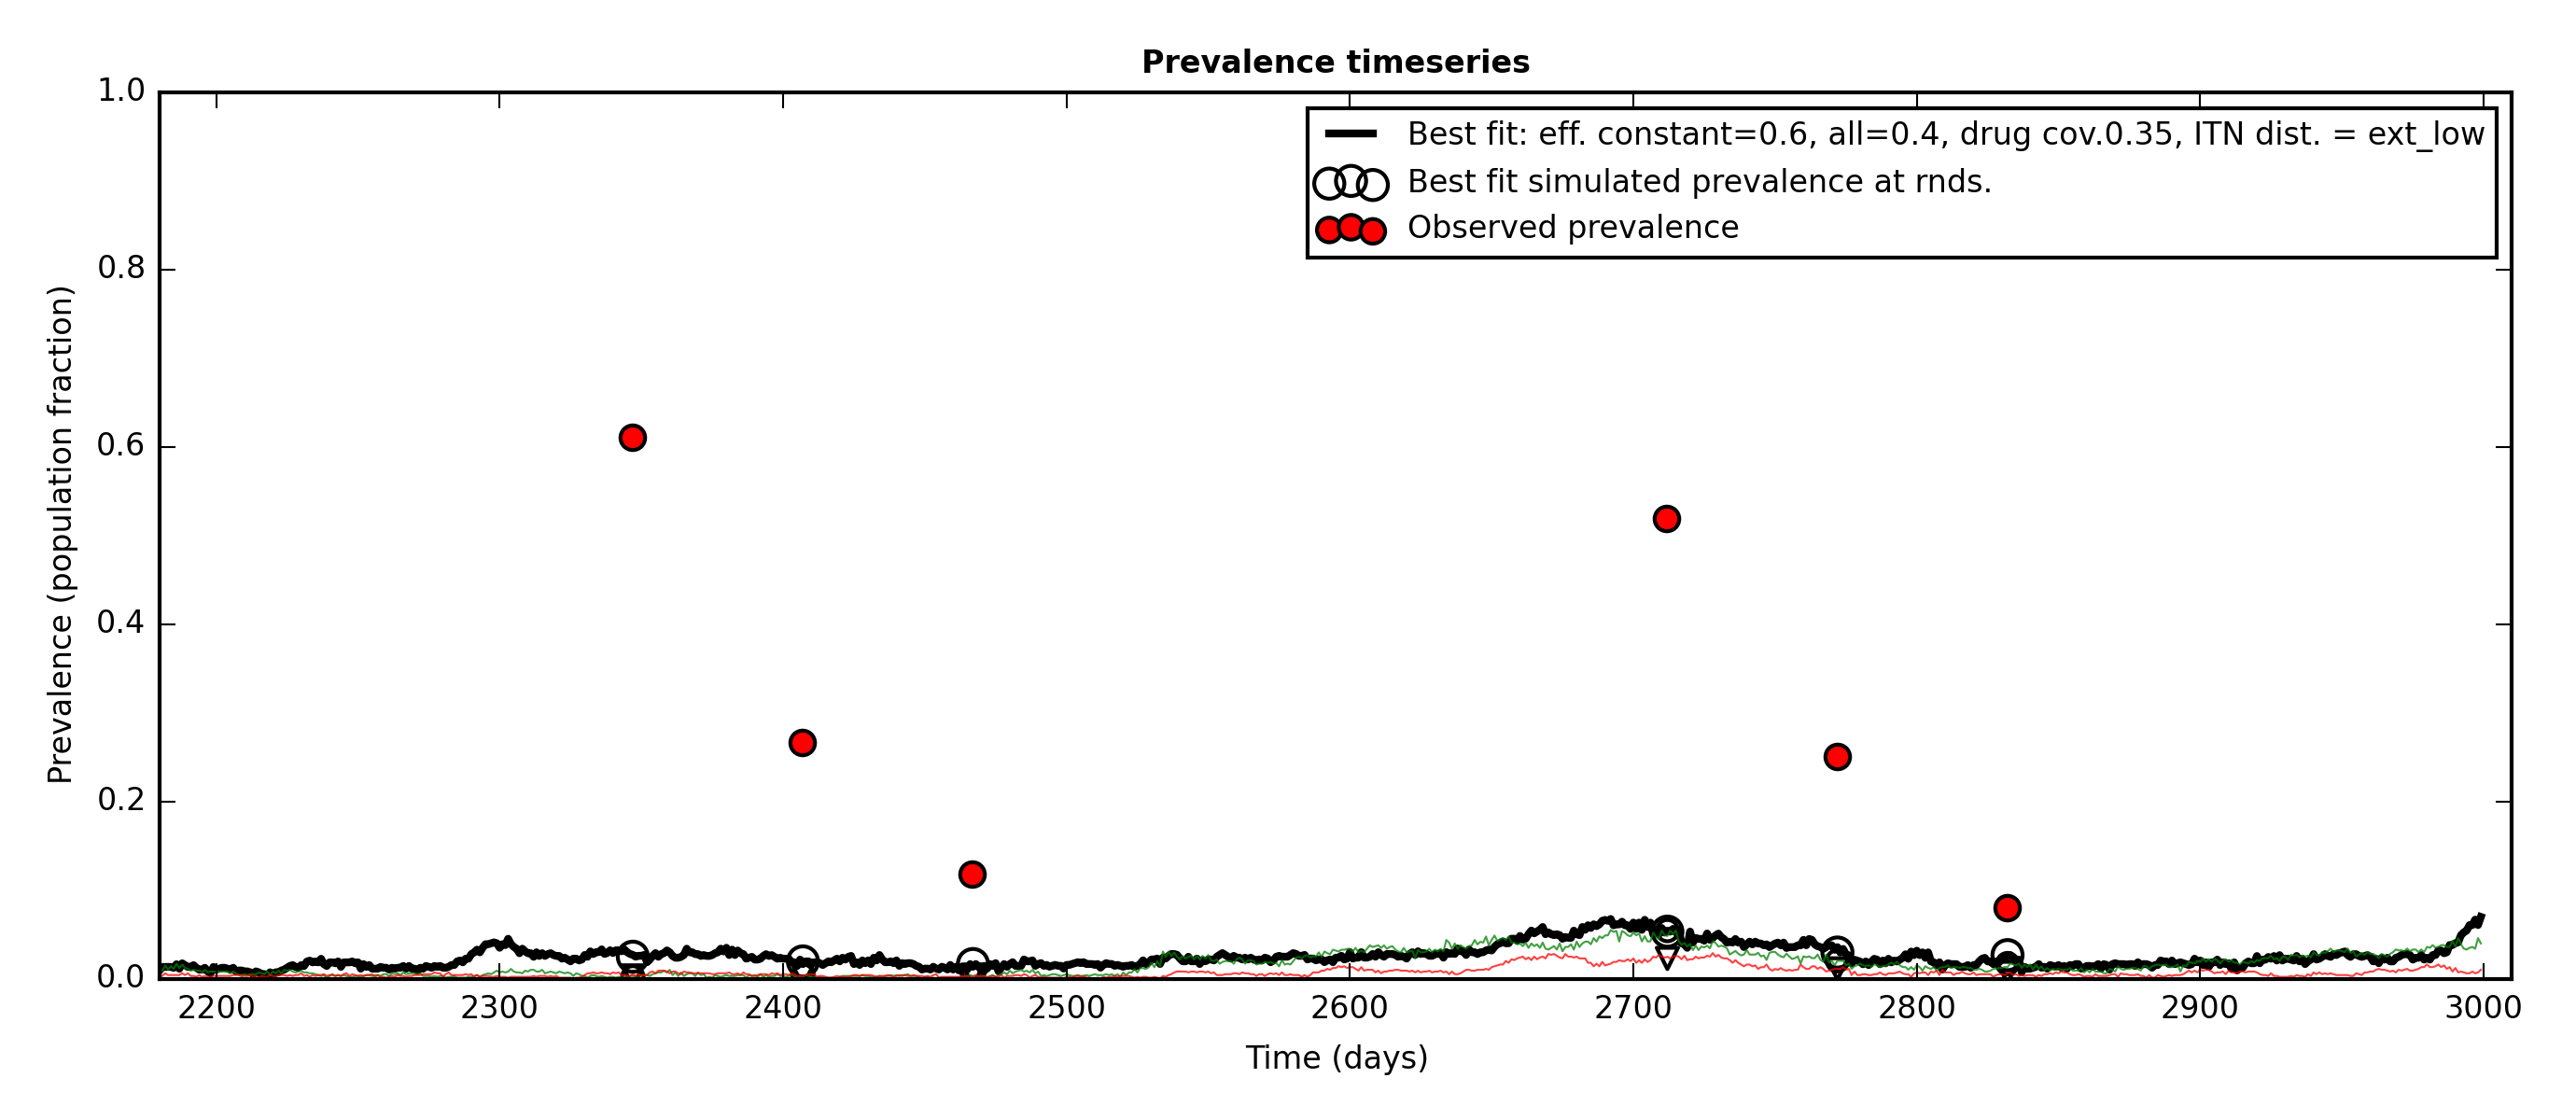 Prevalence timeseries
1.0
0.8
0.6
0.4
0.2
0.0
Prevalence (population fraction)
Best fit: eff. constant=0.6, all=0.4, drug cov.0.35, ITN dist. = ext_low
Best fit simulated prevalence at rnds.
Observed prevalence
2200 2300 2400 2500 2600 2700 2800 2900 3000
Time (days)